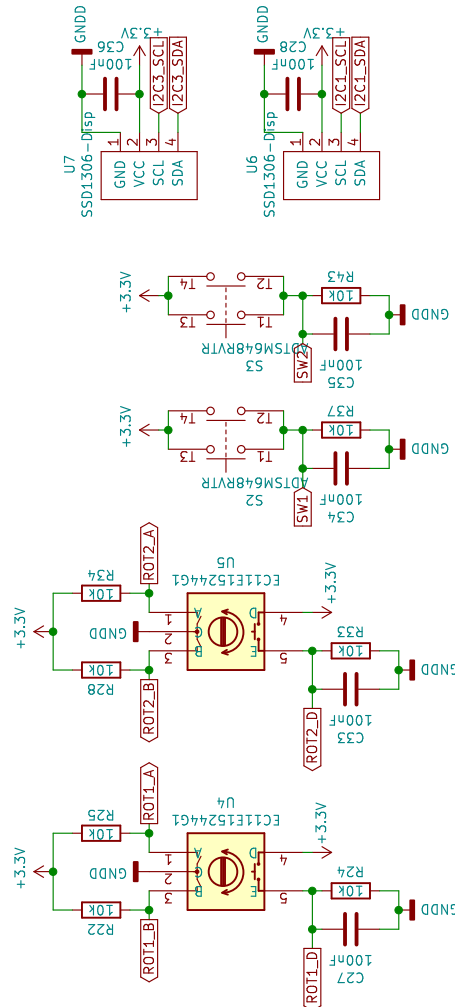 GNDD
+3.3V
C36
100nF
I2C3_SCL
I2C3_SDA
U7
SSD1306-Disp
1
2
3
4
GND
VCC
SCL
SDA
GNDD
+3.3V
C28
100nF
I2C1_SCL
I2C1_SDA
U6
SSD1306-Disp
1
2
3
4
GND
VCC
SCL
SDA
+3.3V
T4
T2
T3
T1
ADTSM648RVTR
S3
R43
10k
SW2
100nF
C35
GNDD
+3.3V
T4
T2
T3
T1
ADTSM648RVTR
S2
R37
10k
SW1
100nF
C34
GNDD
ROT2_A
R34
10k
+3.3V
GNDD
R28
10k
ROT2_B
U5
EC11E15244G1
A
C
B
D
E
1
2
3
4
5
+3.3V
R33
10k
ROT2_D
100nF
C33
GNDD
ROT1_A
R25
10k
+3.3V
GNDD
R22
10k
ROT1_B
U4
EC11E15244G1
A
C
B
D
E
1
2
3
4
5
+3.3V
R24
10k
ROT1_D
100nF
C27
GNDD